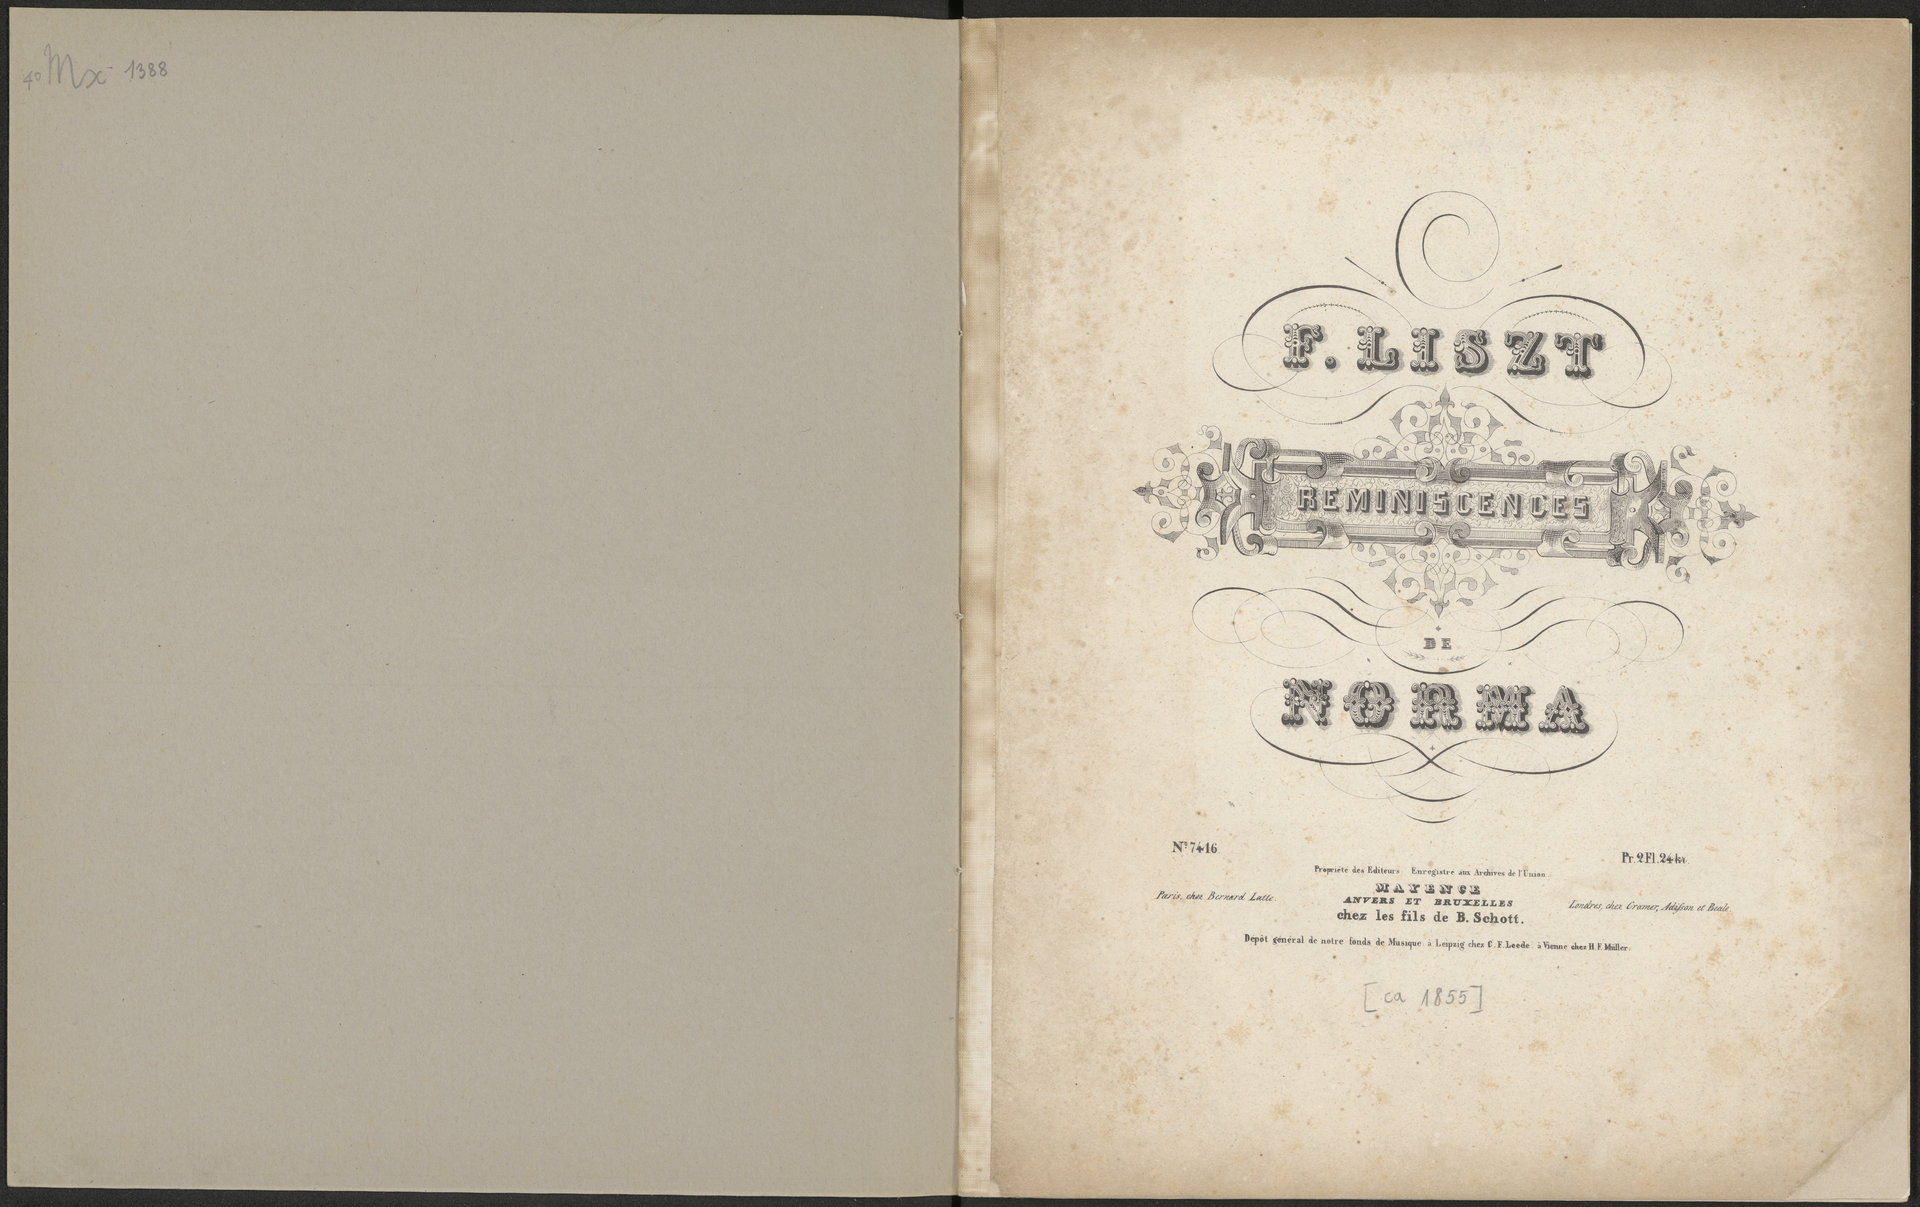 4° Mx 1388
F. LISZT
REMINISCENCES
DE
NORMA
No. 7416.
Pr. 2 Fl. 24 kr.
Propriété des Editeurs. Enregistré aux Archives de l'Union.
MAYENCE
ANVERS ET BRUXELLES
Paris, chez Bernard Latte.
Londres, chez Cramer, Addison et Beale.
chez les fils de B. Schott.
Dépôt général de notre fonds de Musique à Leipzig chez C. F. Leede. à Vienne chez H. F. Müller.
[ca 1855]